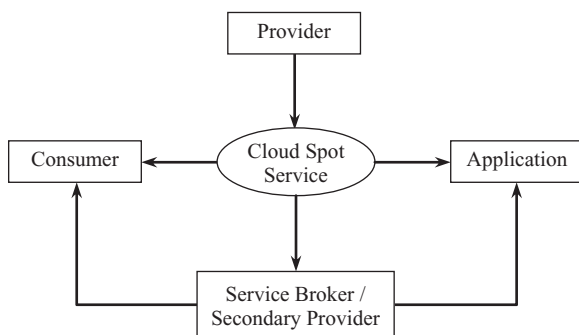 Provider
Consumer
Cloud Spot
Service
Application
Service Broker /
Secondary Provider